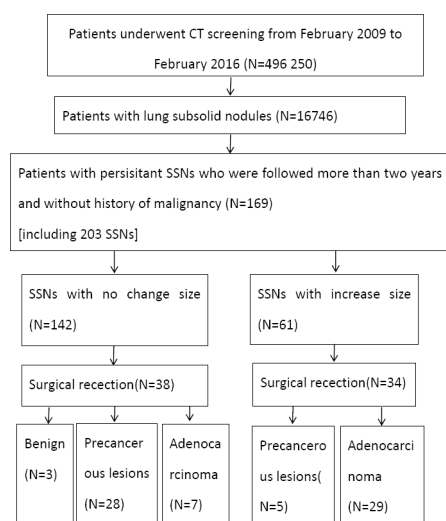 Patients underwent CT screening from February 2009 to
February 2016 (N=496 250)
Patients with lung subsolid nodules (N=16746)
Patients with persisitant SSNs who were followed more than two years
and without history of malignancy (N=169)
[including 203 SSNs]
SSNs with no change size
(N=142)
SSNs with increase size
(N=61)
Surgical recection(N=38)
Surgical recection(N=34)
Benign
(N=3)
Precancer
ous lesions
(N=28)
Adenoca
rcinoma
(N=7)
Precancero
us lesions(
N=5)
Adenocarci
noma
(N=29)